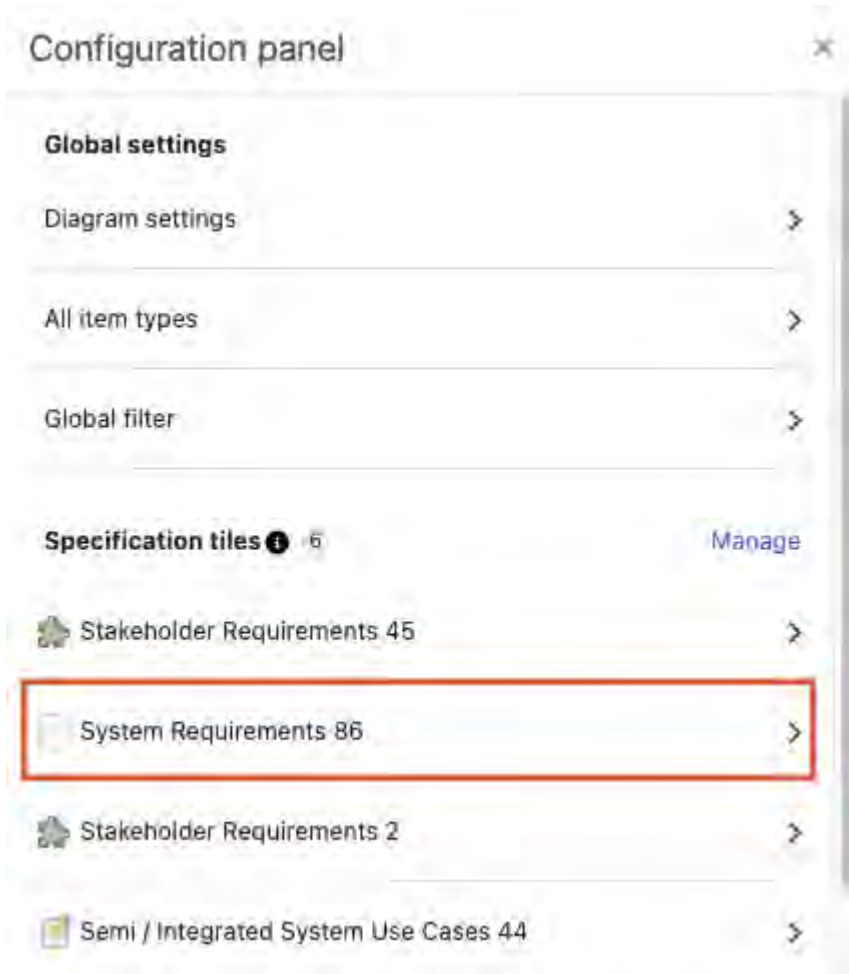 Configuration panel
Global settings
Diagram settings
All item types
Global filter
Specification tiles 6 Manage
Stakeholder Requirements 45
System Requirements 86
Stakeholder Requirements 2
Semi / Integrated System Use Cases 44